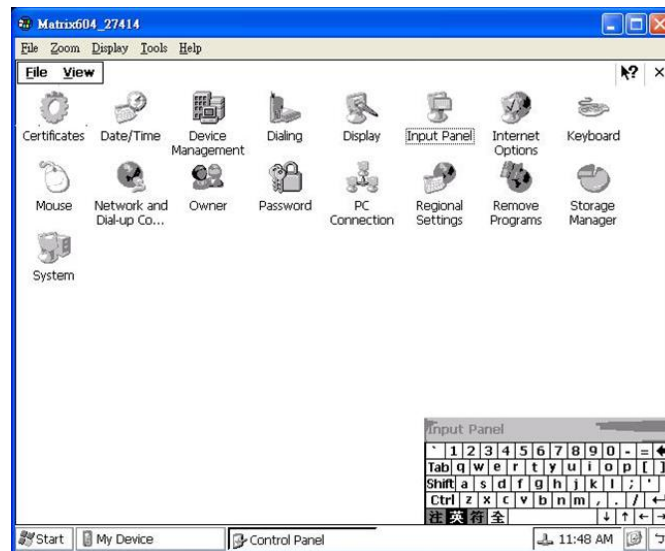 Matrix604_27414
File Zoom Display Tools Help
File View ?
Certificates Date/Time Device Management Dialing Display Input Panel Internet Options Keyboard
Mouse Network and Dial-up Co... Owner Password PC Connection Regional Settings Remove Programs Storage Manager
System
Input Panel
` 1 2 3 4 5 6 7 8 9 0 - =
Tab q w e r t y u i o p [ ]
Shift a s d f g h j k l ; '
Ctrl z x c v b n m , . /
注 英 符 全 ↓ ↑ ← →
Start My Device Control Panel 11:48 AM